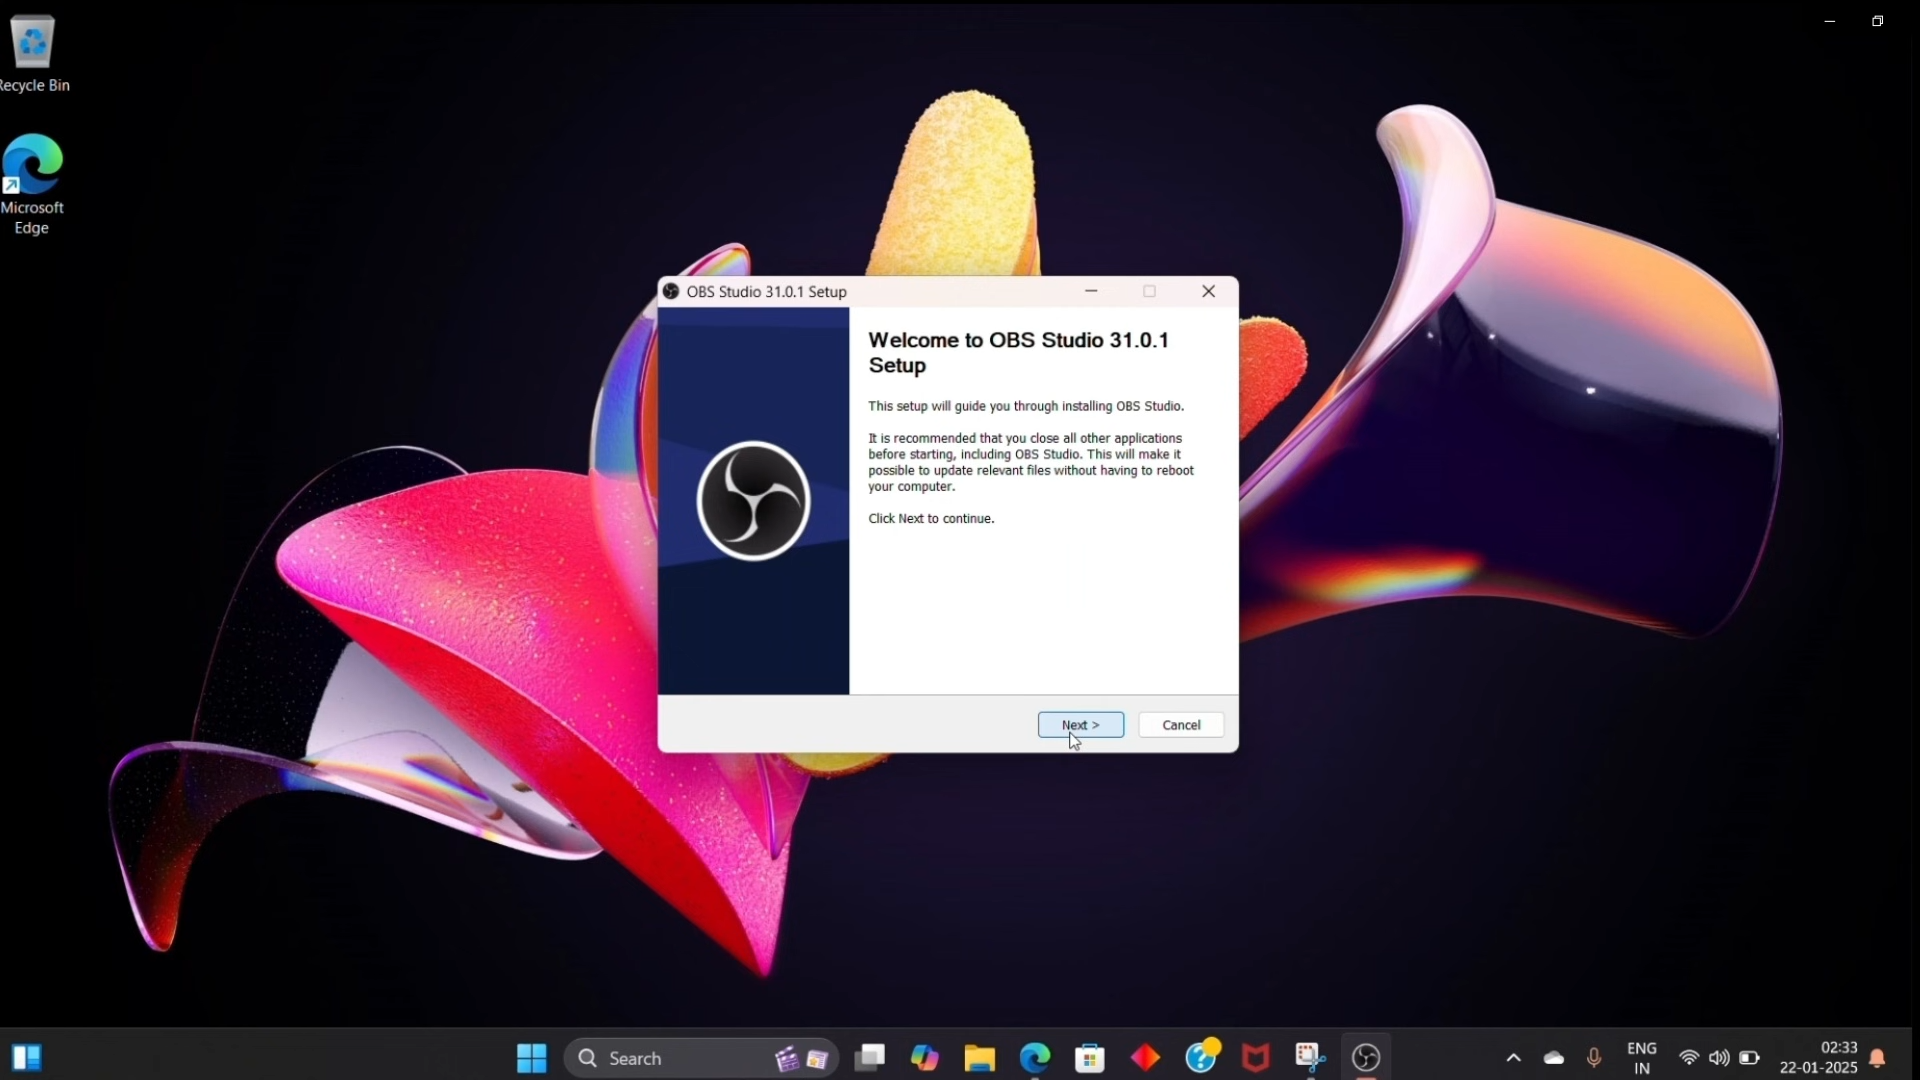 Recycle Bin
Microsoft
Edge
OBS Studio 31.0.1 Setup
Welcome to OBS Studio 31.0.1
Setup
This setup will guide you through installing OBS Studio.
It is recommended that you close all other applications
before starting, including OBS Studio. This will make it
possible to update relevant files without having to reboot
your computer.
Click Next to continue.
Next >
Cancel
Search
ENG
IN
02:33
22-01-2025